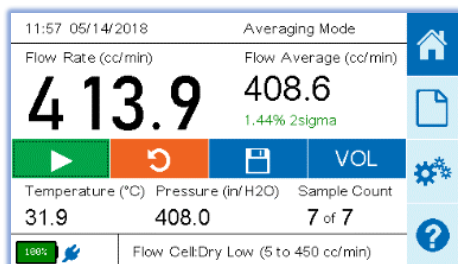 11:57 05/14/2018 Averaging Mode
Flow Rate (cc/min) Flow Average (cc/min)
413.9 408.6
1.44% 2sigma
VOL
Temperature (°C) Pressure (in/H2O) Sample Count
31.9 408.0 7 of 7
100% Flow Cell:Dry Low (5 to 450 cc/min)
?